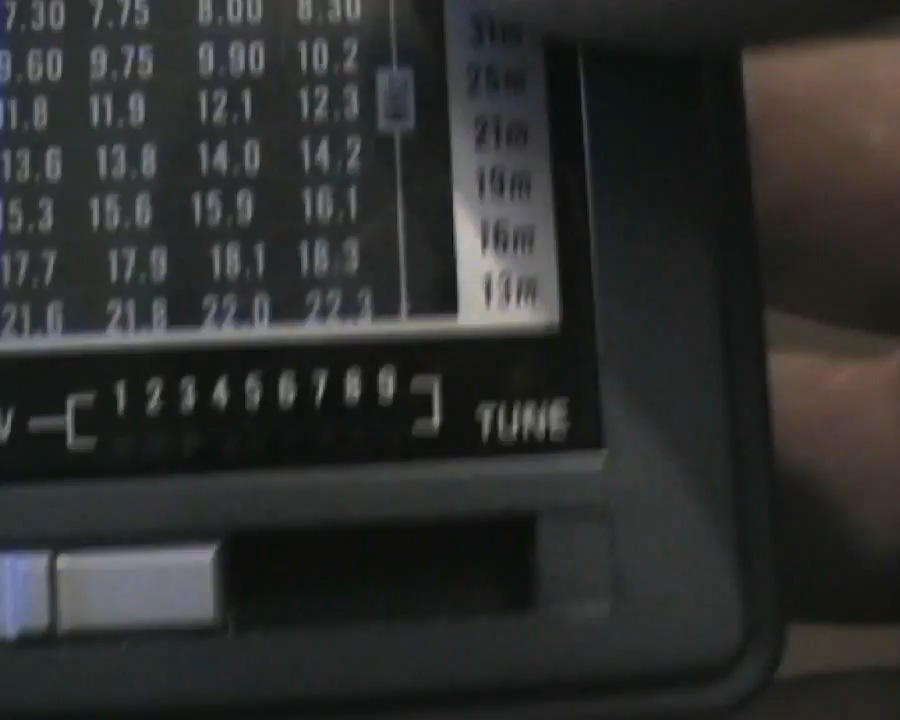 7.30 7.75 8.00 8.30 31m
9.60 9.75 9.90 10.2 25m
11.8 11.9 12.1 12.3 21m
13.6 13.8 14.0 14.2 19m
15.3 15.6 15.9 16.1 16m
17.7 17.9 18.1 18.3 13m
21.6 21.8 22.0 22.3
1 2 3 4 5 6 7 8 9
TUNE